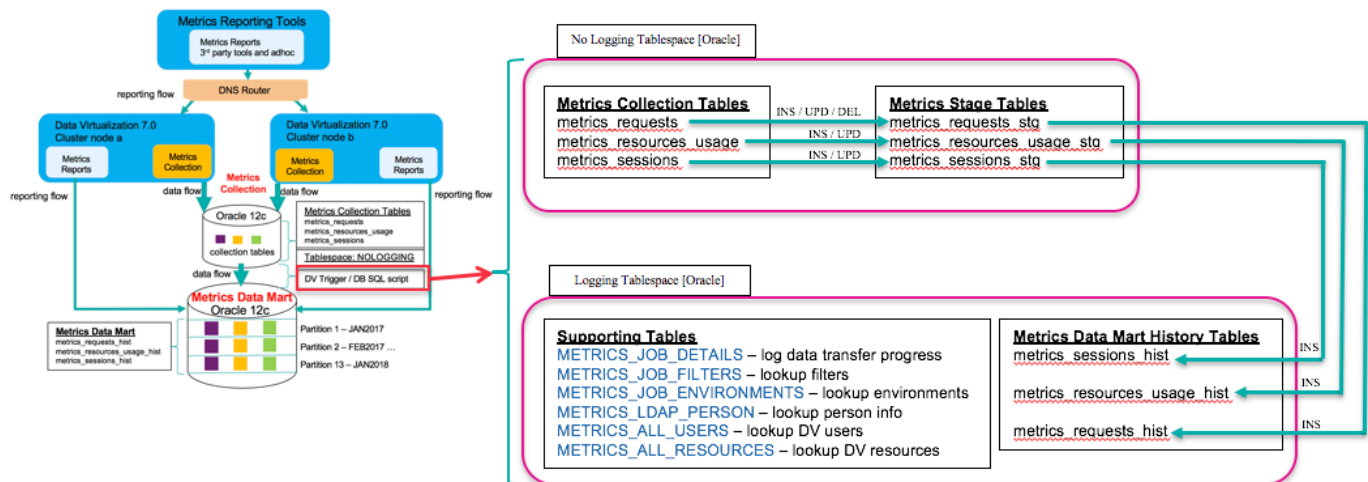 Metrics Reporting Tools
Metrics Reports
3rd party tools and adhoc
reporting flow
DNS Router
Data Virtualization 7.0
Cluster node a
Metrics
Reports
Metrics
Collection
Data Virtualization 7.0
Cluster node b
Metrics
Collection
Metrics
Reports
reporting flow
data flow
Metrics
Collection
data flow
reporting flow
Oracle 12c
collection tables
Metrics Collection Tables
metrics_requests
metrics_resources_usage
metrics_sessions
Tablespace: NOLOGGING
data flow
DV Trigger / DB SQL script
Metrics Data Mart
Oracle 12c
Metrics Data Mart
metrics_requests_hist
metrics_resources_usage_hist
metrics_sessions_hist
Partition 1 – JAN2017
Partition 2 – FEB2017 ...
Partition 13 – JAN2018
No Logging Tablespace [Oracle]
Metrics Collection Tables
metrics_requests
metrics_resources_usage
metrics_sessions
INS / UPD / DEL
INS / UPD
INS / UPD
Metrics Stage Tables
metrics_requests_stg
metrics_resources_usage_stg
metrics_sessions_stg
Logging Tablespace [Oracle]
Supporting Tables
METRICS_JOB_DETAILS – log data transfer progress
METRICS_JOB_FILTERS – lookup filters
METRICS_JOB_ENVIRONMENTS – lookup environments
METRICS_LDAP_PERSON – lookup person info
METRICS_ALL_USERS – lookup DV users
METRICS_ALL_RESOURCES – lookup DV resources
Metrics Data Mart History Tables
metrics_sessions_hist
metrics_resources_usage_hist
metrics_requests_hist
INS
INS
INS